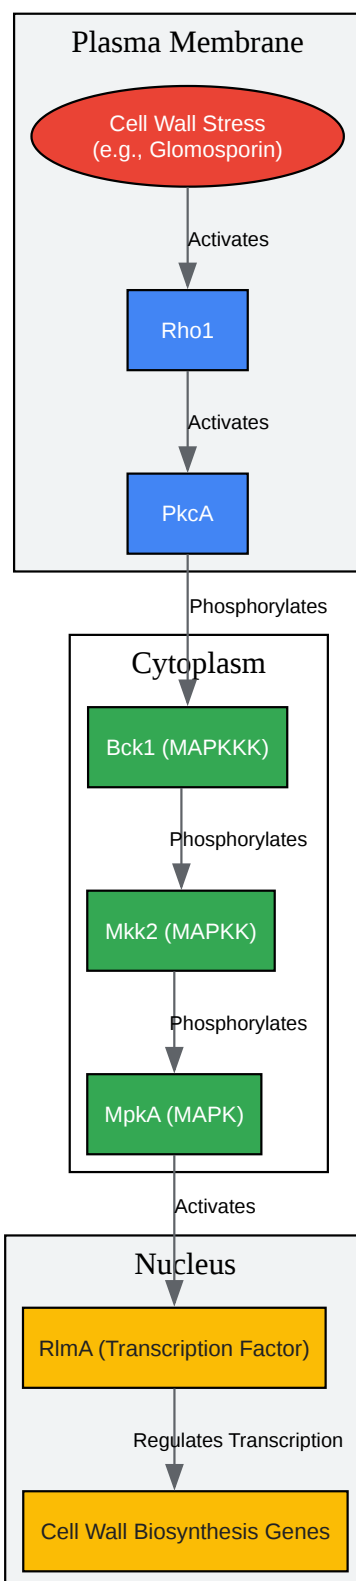 Plasma Membrane
Cell Wall Stress
(e.g., Glomosporin)
Activates
Rho1
Activates
PkcA
Phosphorylates
Cytoplasm
Bck1 (MAPKKK)
Phosphorylates
Mkk2 (MAPKK)
Phosphorylates
MpkA (MAPK)
Activates
Nucleus
RlmA (Transcription Factor)
Regulates Transcription
Cell Wall Biosynthesis Genes